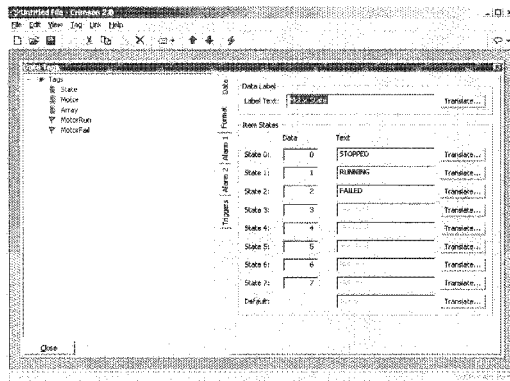 Untitled File - Crimson 2.0
File Edit View Tag Link Help
Tags
State
Motor
Array
MotorRun
MotorFail
Data
Format
Alarm 1
Alarm 2
Triggers
Data Label
Label Text: Translate...
Item States
Data Text
State 0: 0 STOPPED Translate...
State 1: 1 RUNNING Translate...
State 2: 2 FAILED Translate...
State 3: 3 Translate...
State 4: 4 Translate...
State 5: 5 Translate...
State 6: 6 Translate...
State 7: 7 Translate...
Default: Translate...
Close